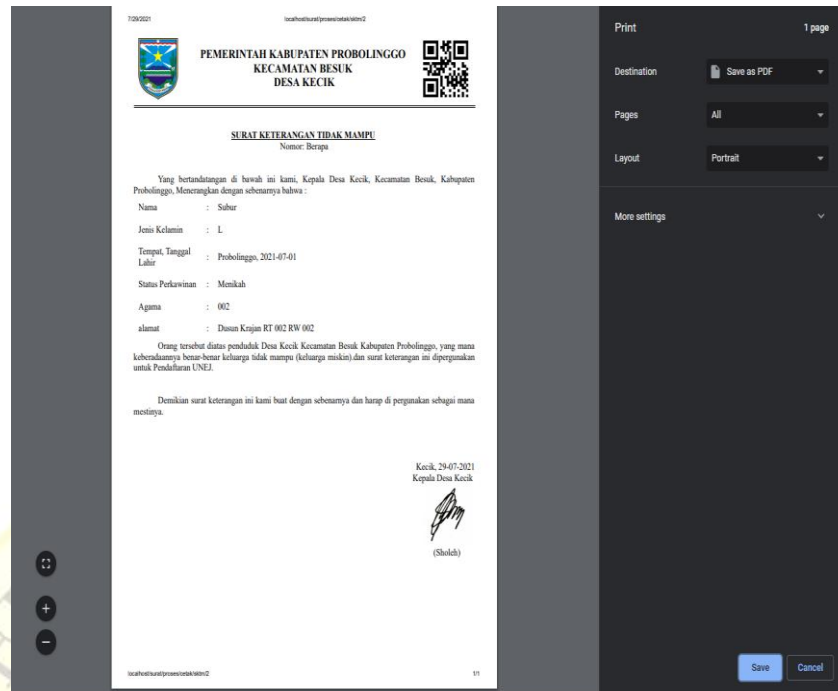 7/29/2021
localhost/surat/proses/cetak/sktm/2
PEMERINTAH KABUPATEN PROBOLINGGO
KECAMATAN BESUK
DESA KECIK
SURAT KETERANGAN TIDAK MAMPU
Nomor: Berapa
Yang bertandatangan di bawah ini kami, Kepala Desa Kecik, Kecamatan Besuk, Kabupaten
Probolinggo, Menerangkan dengan sebenarnya bahwa :
Nama : Subur
Jenis Kelamin : L
Tempat, Tanggal
Lahir : Probolinggo, 2021-07-01
Status Perkawinan : Menikah
Agama : 002
alamat : Dusun Krajan RT 002 RW 002
Orang tersebut diatas penduduk Desa Kecik Kecamatan Besuk Kabupaten Probolinggo, yang mana
keberadaannya benar-benar keluarga tidak mampu (keluarga miskin).dan surat keterangan ini dipergunakan
untuk Pendaftaran UNEJ.
Demikian surat keterangan ini kami buat dengan sebenarnya dan harap di pergunakan sebagai mana
mestinya.
Kecik, 29-07-2021
Kepala Desa Kecik
(Sholeh)
localhost/surat/proses/cetak/sktm/2
1/1
Print
1 page
Destination
Save as PDF
Pages
All
Layout
Portrait
More settings
Save
Cancel